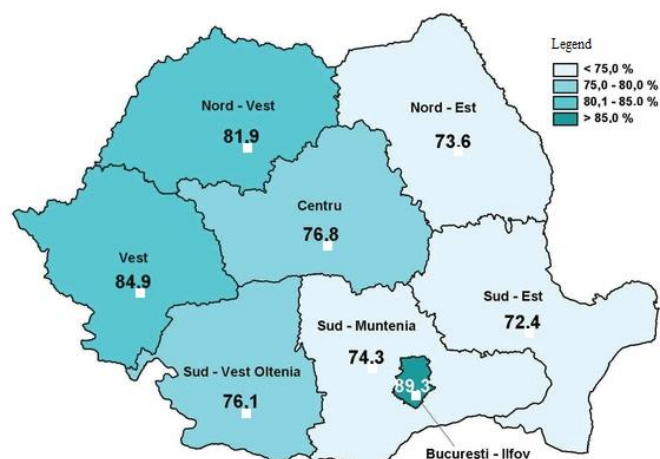 Legend
< 75,0 %
75,0 - 80,0 %
80,1 - 85.0 %
> 85,0 %
Nord - Vest
81.9
Nord - Est
73.6
Centru
76.8
Vest
84.9
Sud - Est
72.4
Sud - Muntenia
74.3
89.3
Sud - Vest Oltenia
76.1
Bucureşti - Ilfov